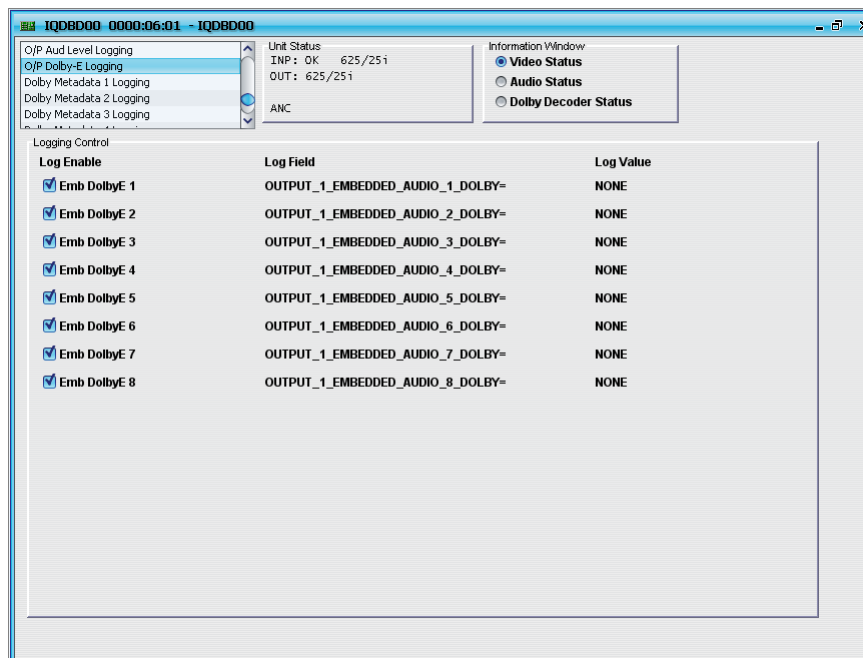 IQDBD00 0000:06:01 - IQDBD00
O/P Aud Level Logging
O/P Dolby-E Logging
Dolby Metadata 1 Logging
Dolby Metadata 2 Logging
Dolby Metadata 3 Logging
Unit Status
INP: OK 625/25i
OUT: 625/25i
ANC
Information Window
Video Status
Audio Status
Dolby Decoder Status
Logging Control
Log Enable Log Field Log Value
Emb DolbyE 1 OUTPUT_1_EMBEDDED_AUDIO_1_DOLBY= NONE
Emb DolbyE 2 OUTPUT_1_EMBEDDED_AUDIO_2_DOLBY= NONE
Emb DolbyE 3 OUTPUT_1_EMBEDDED_AUDIO_3_DOLBY= NONE
Emb DolbyE 4 OUTPUT_1_EMBEDDED_AUDIO_4_DOLBY= NONE
Emb DolbyE 5 OUTPUT_1_EMBEDDED_AUDIO_5_DOLBY= NONE
Emb DolbyE 6 OUTPUT_1_EMBEDDED_AUDIO_6_DOLBY= NONE
Emb DolbyE 7 OUTPUT_1_EMBEDDED_AUDIO_7_DOLBY= NONE
Emb DolbyE 8 OUTPUT_1_EMBEDDED_AUDIO_8_DOLBY= NONE